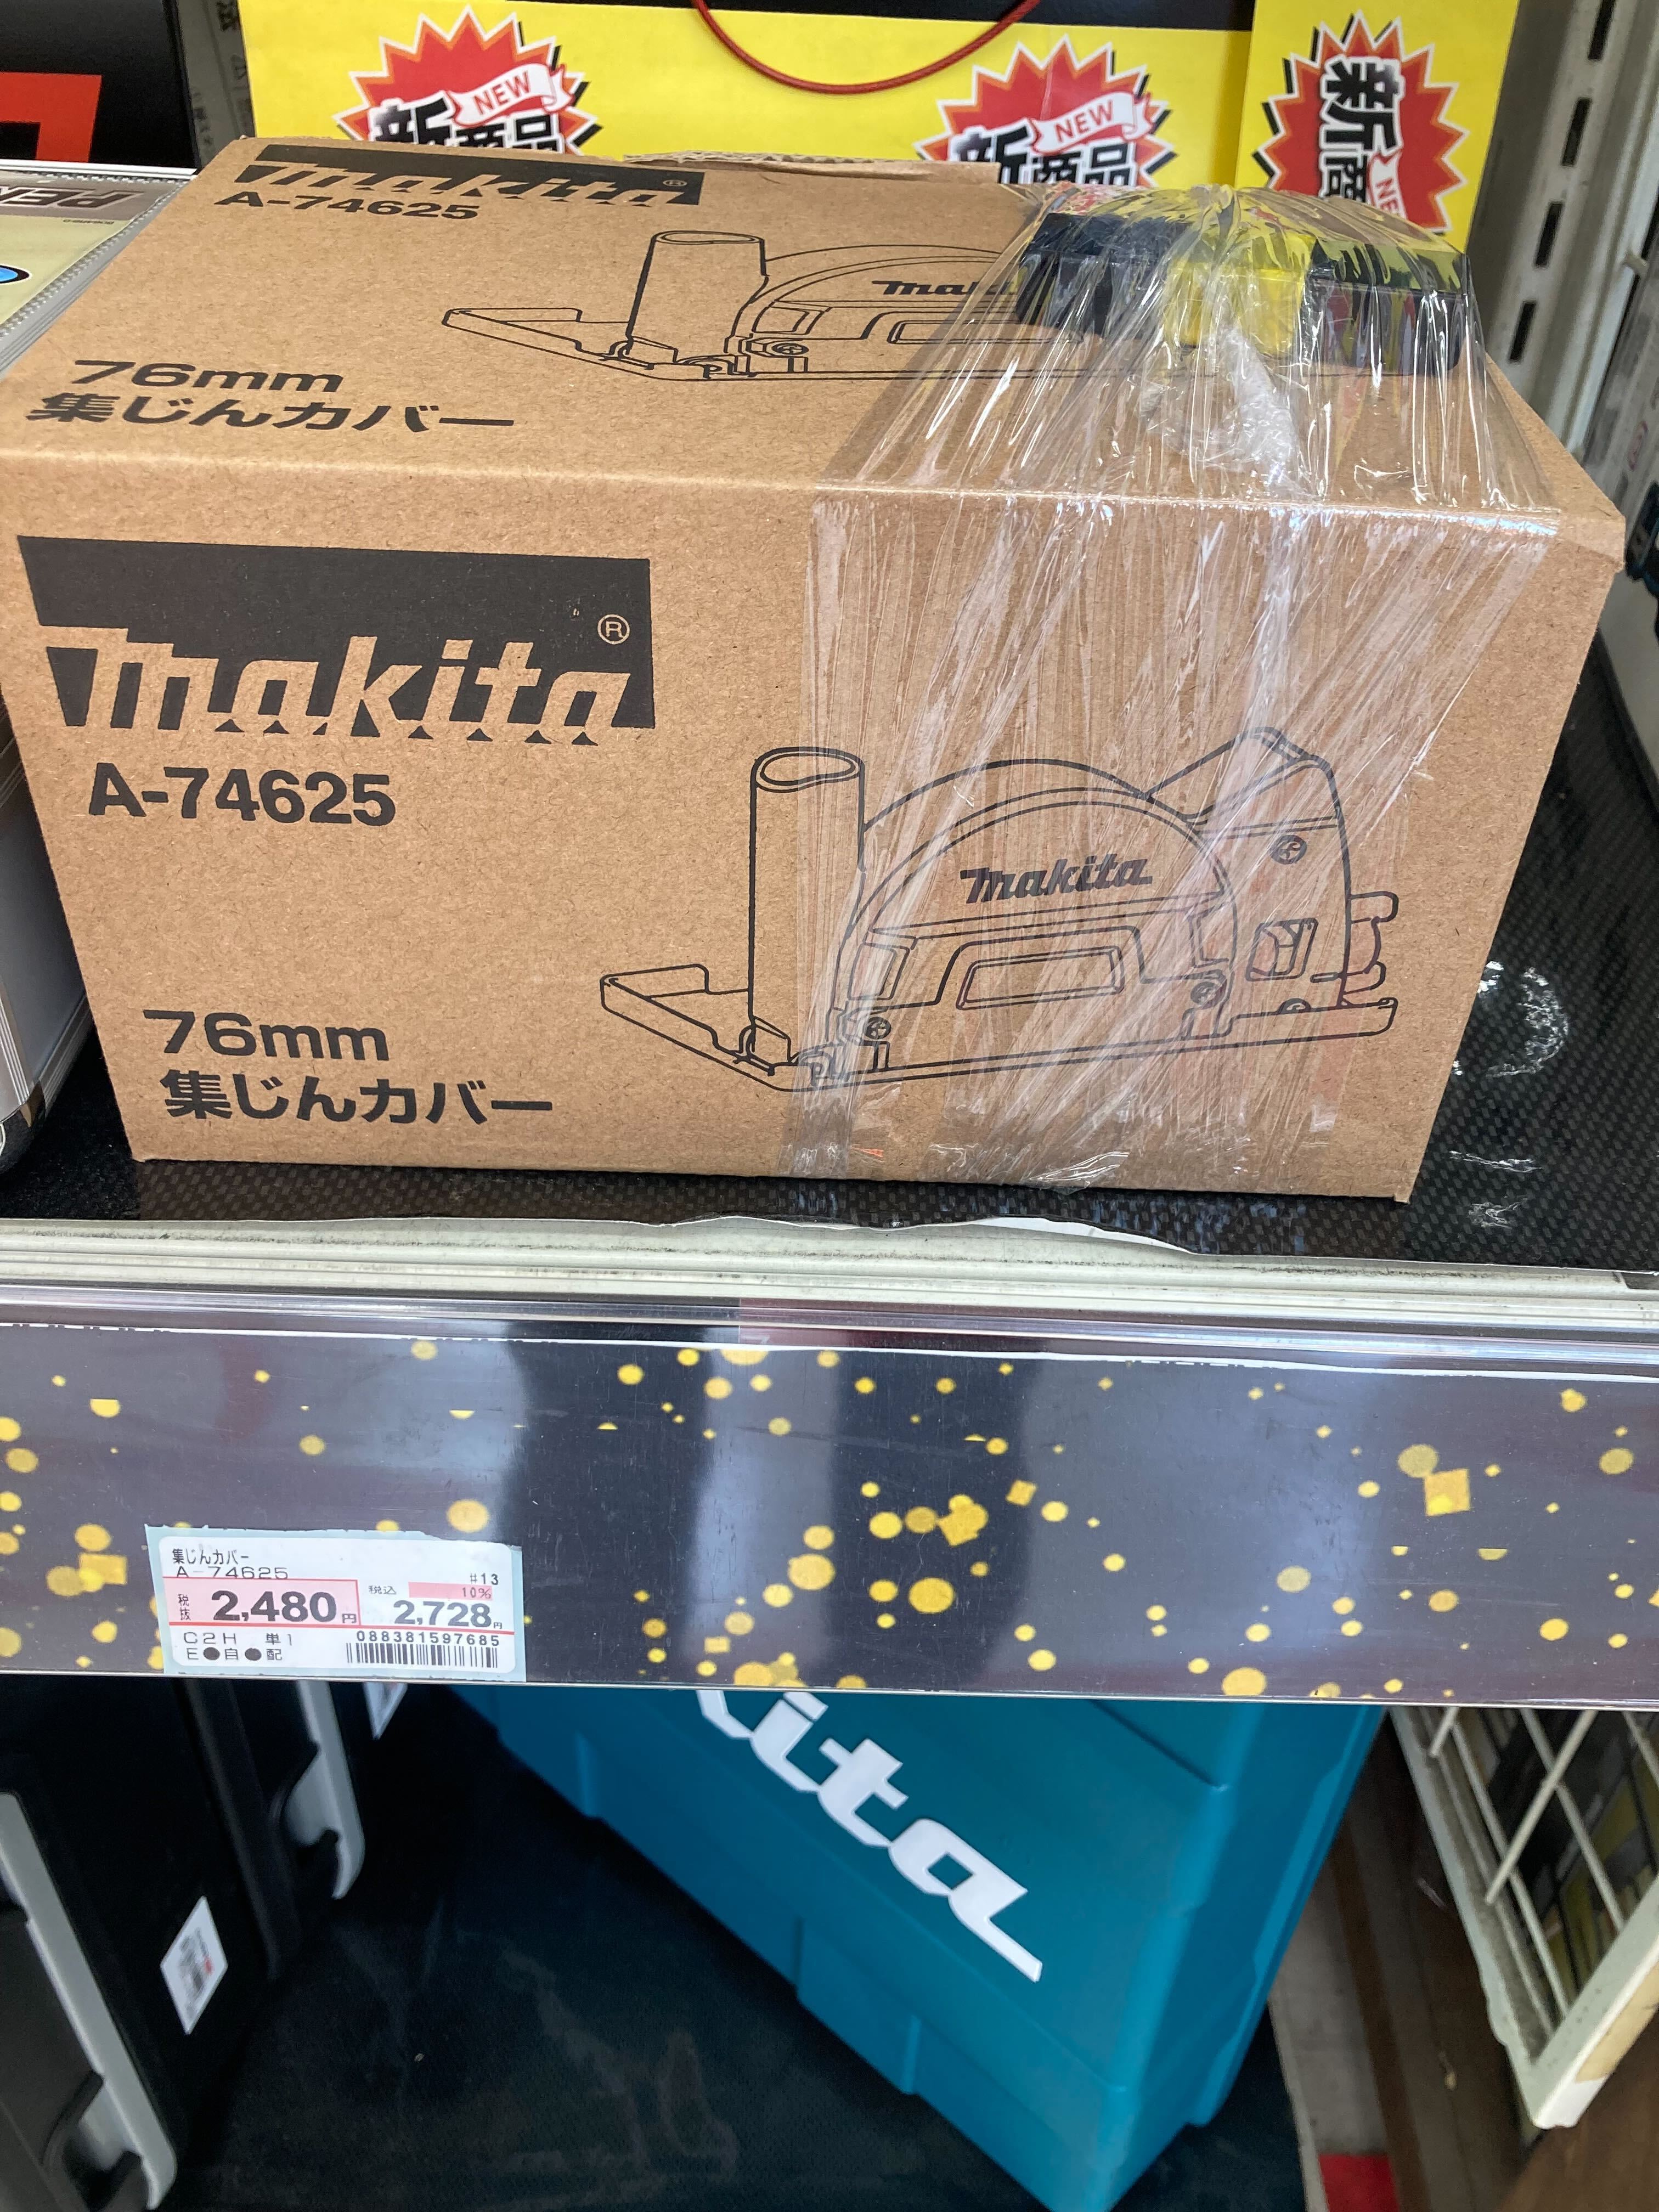 NEW
新商品
NEW
新商品
新商
NE
makita®
A-74625
makita
76mm
集じんカバー
makita®
A-74625
makita
76mm
集じんカバー
集じんカバー
A-74625
#13
税抜
2,480円
税込
10%
2,728円
C2H 単1
E●自●配
088381597685
kita